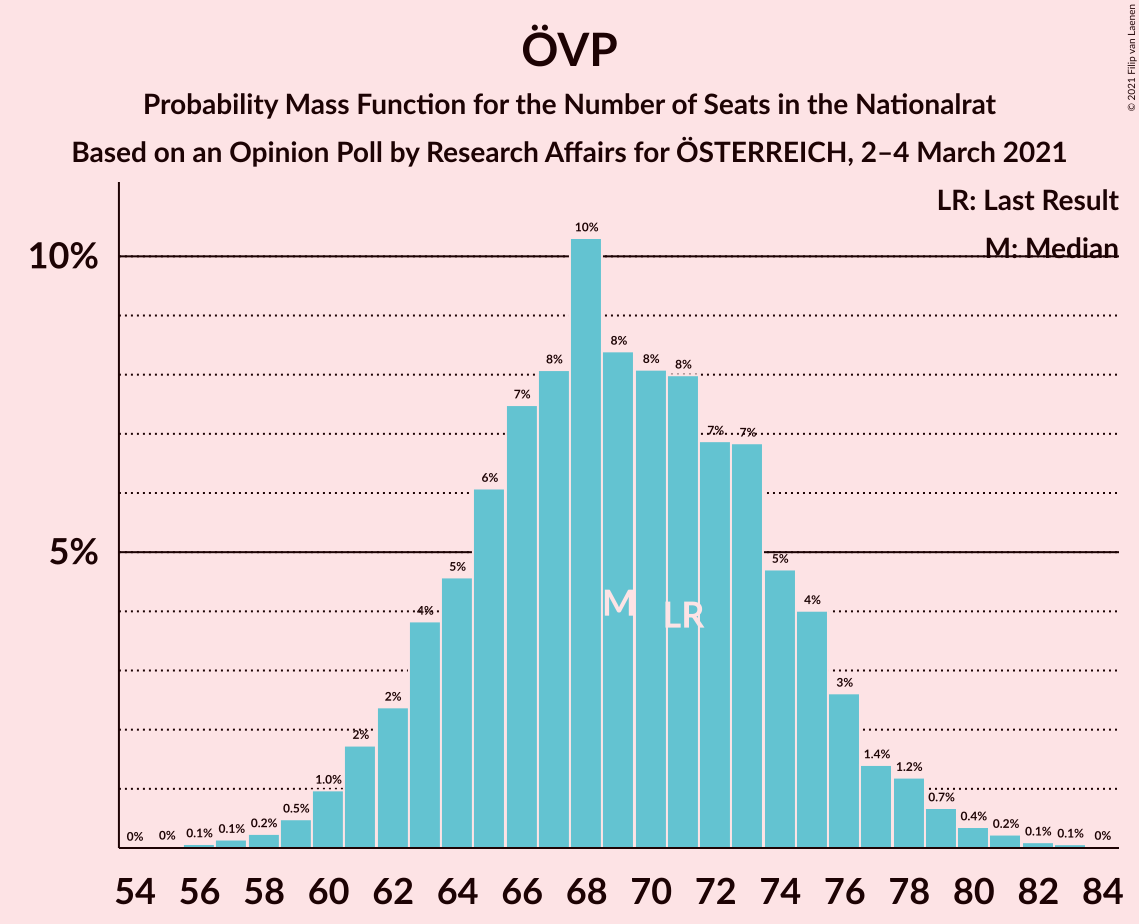 ÖVP
Probability Mass Function for the Number of Seats in the Nationalrat
Based on an Opinion Poll by Research Affairs for ÖSTERREICH, 2–4 March 2021
© 2021 Filip van Laenen
LR: Last Result
M: Median
10%
5%
0% 0% 0.1% 0.1% 0.2% 0.5% 1.0% 2% 2% 4% 5% 6% 7% 8% 10% 8% 8% 8% 7% 7% 5% 4% 3% 1.4% 1.2% 0.7% 0.4% 0.2% 0.1% 0.1% 0%
M
LR
54 56 58 60 62 64 66 68 70 72 74 76 78 80 82 84